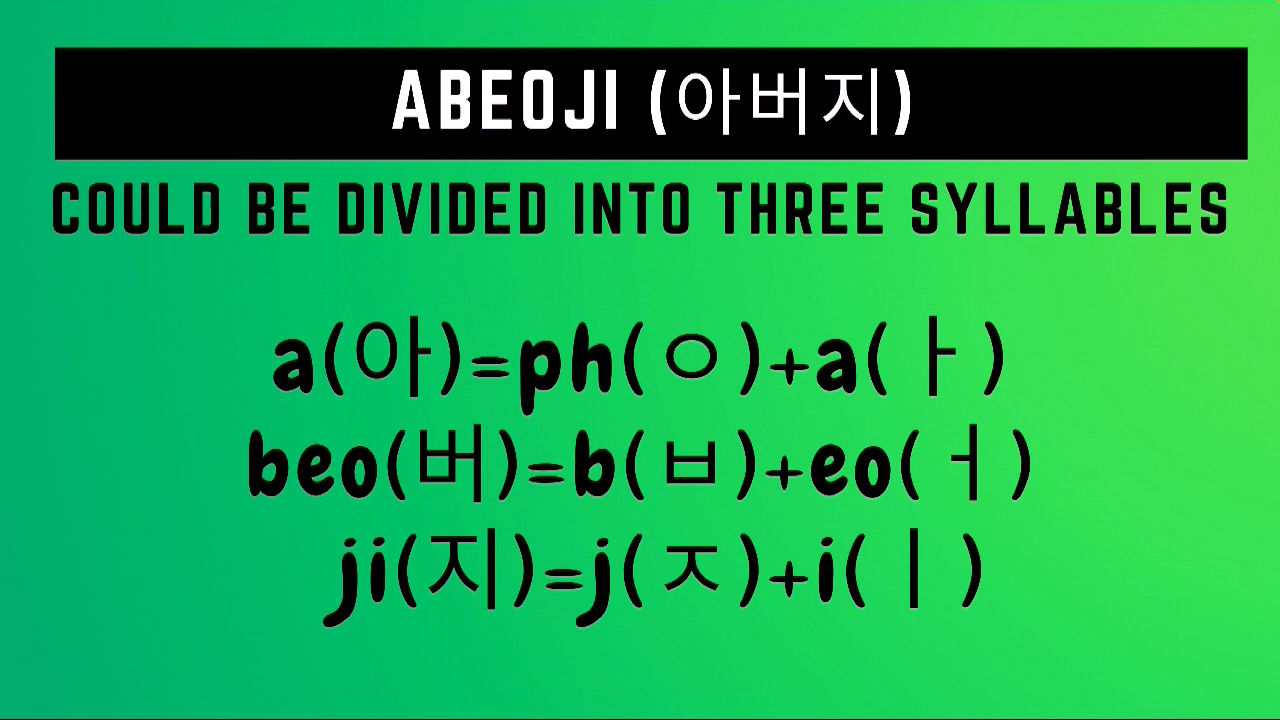 ABEOJI (아버지)
COULD BE DIVIDED INTO THREE SYLLABLES
a(아)=ph(ㅇ)+a(ㅏ)
beo(버)=b(ㅂ)+eo(ㅓ)
ji(지)=j(ㅈ)+i(ㅣ)